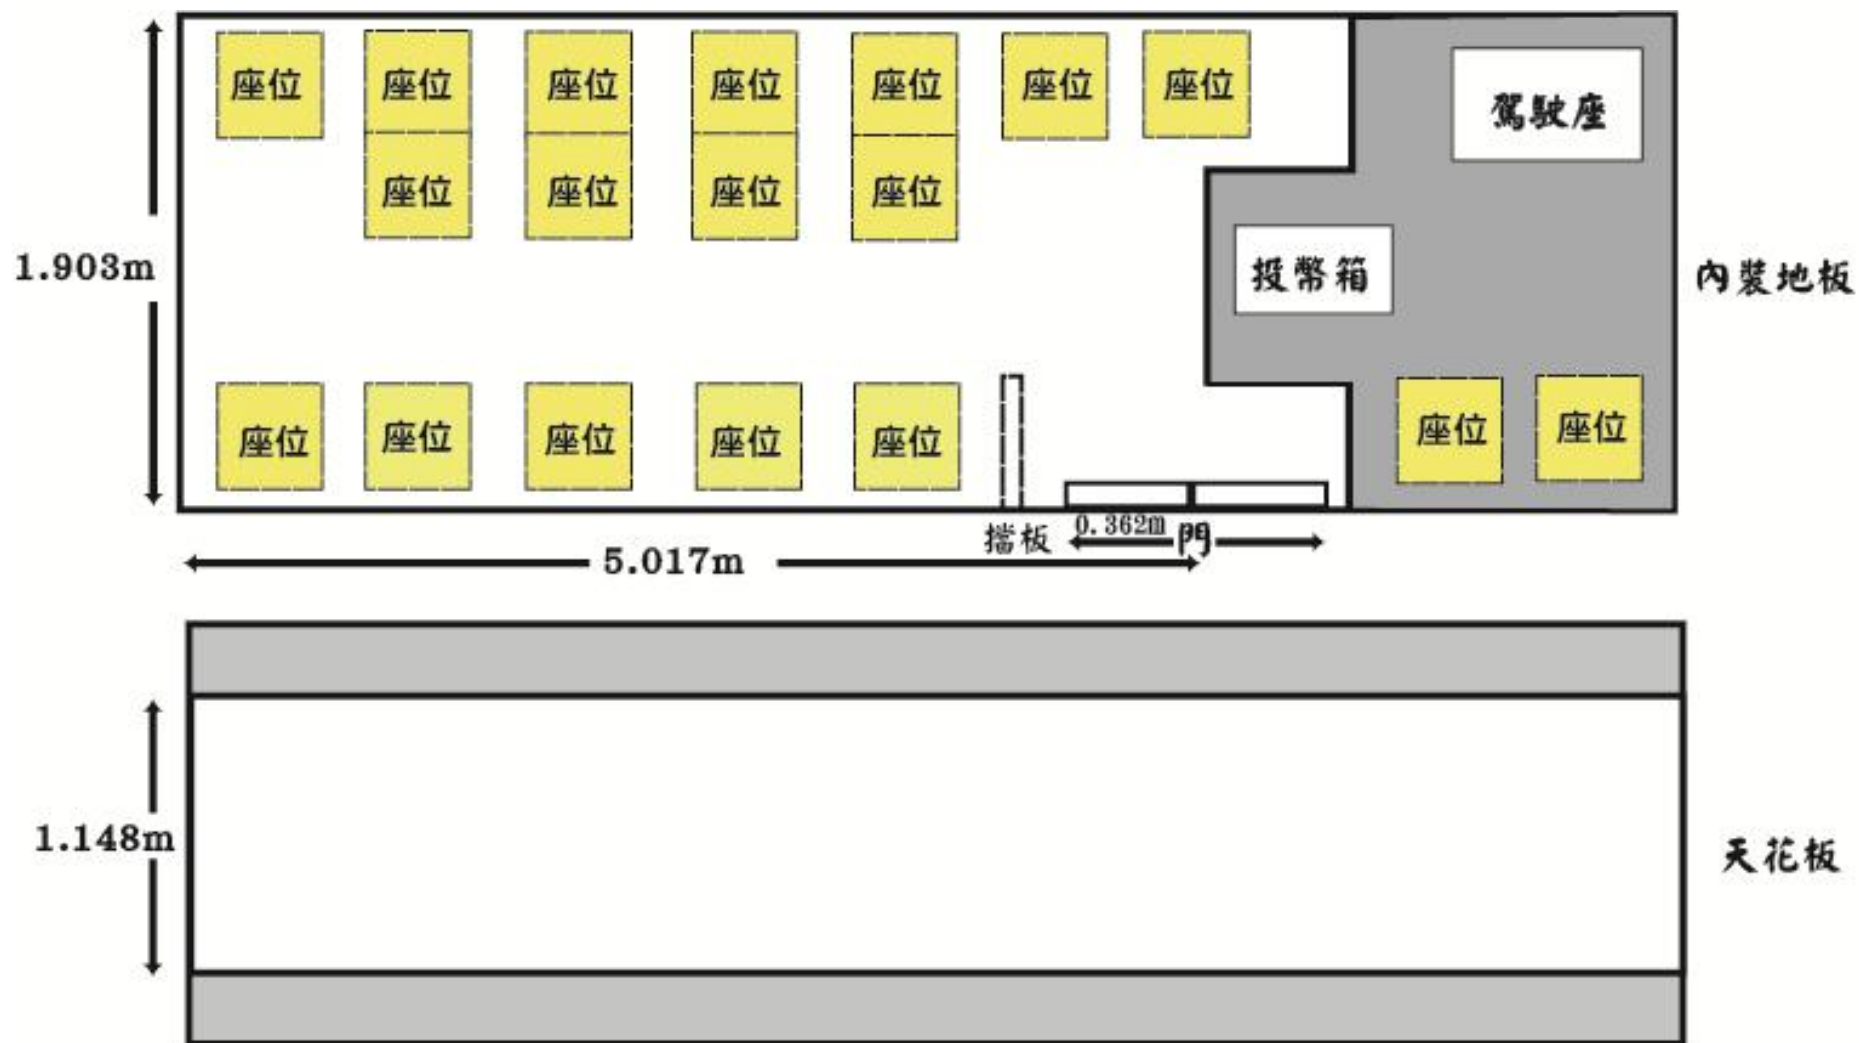 座位 座位 座位 座位 座位 座位 座位
駕駛座
座位 座位 座位 座位
1.903m
投幣箱
內裝地板
座位 座位 座位 座位 座位
座位 座位
擋板
0.362m 門
5.017m
1.148m
天花板